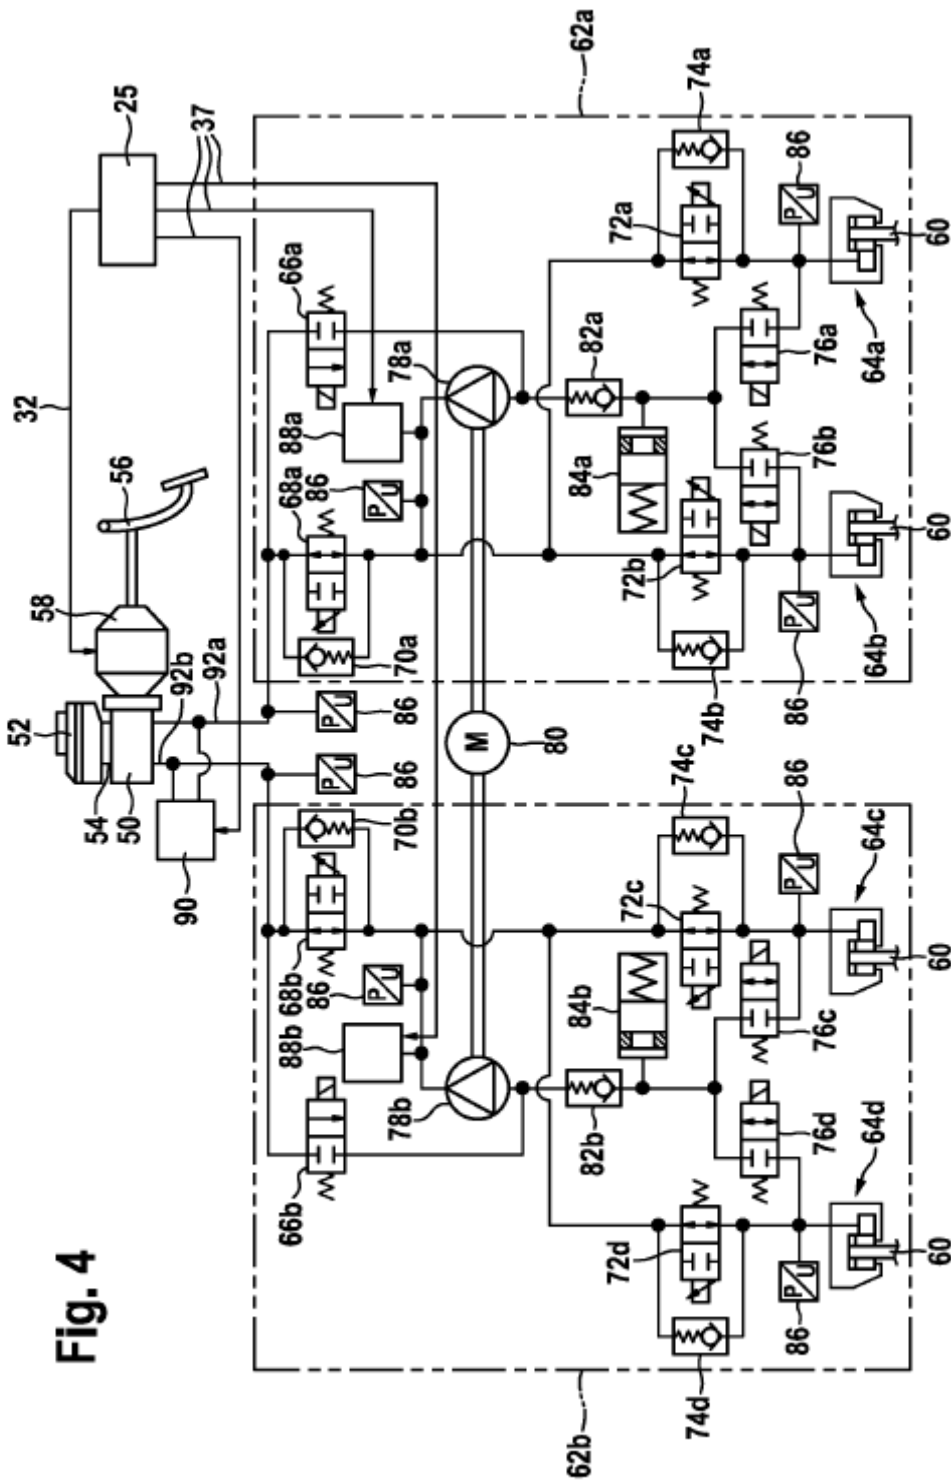 Fig. 4
52
32
54
50
58
56
25
90
92b
92a
37
66b
68b
68a
66a
86
86
P U
P U
P U
P U
88b
70b
86
86
70a
88a
78b
78a
M
80
62b
82b
84b
84a
82a
62a
72d
72c
74c
72b
72a
74a
74d
74b
P U
P U
P U
P U
86
76d
76c
86
86
76b
76a
86
64d
64c
64b
64a
60
60
60
60